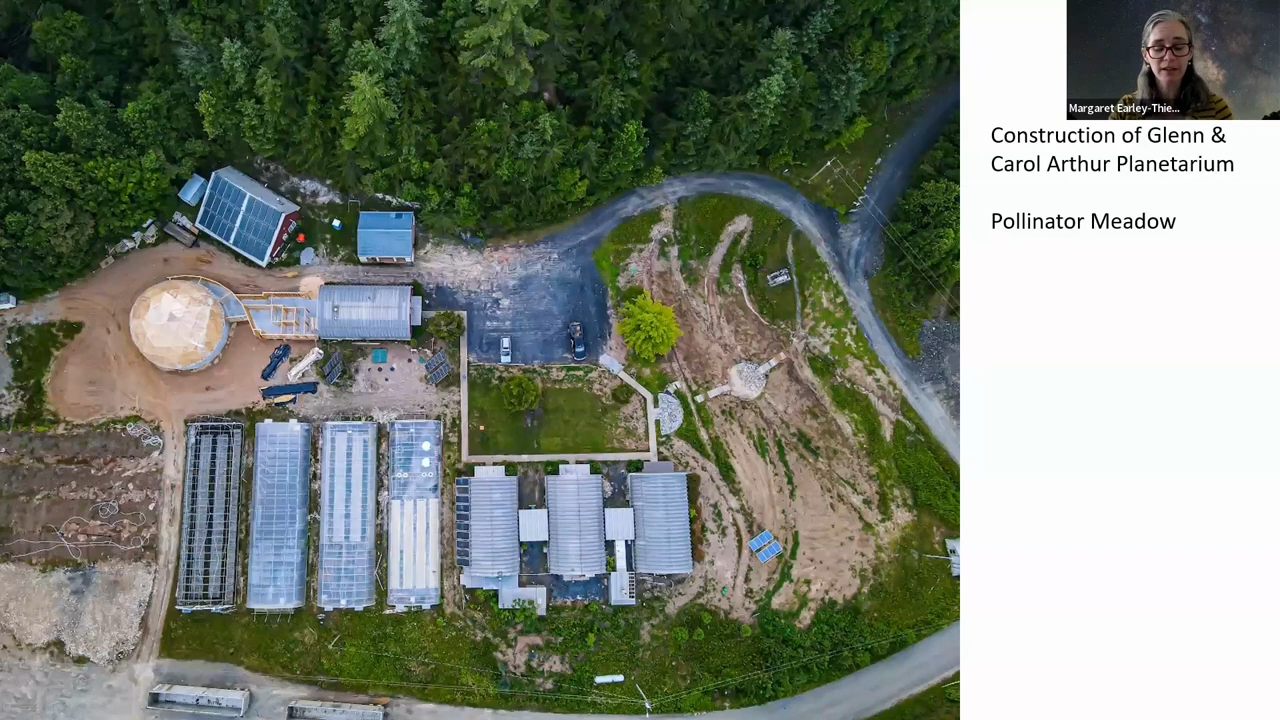 Margaret Earley-Thie...
Construction of Glenn &
Carol Arthur Planetarium
Pollinator Meadow